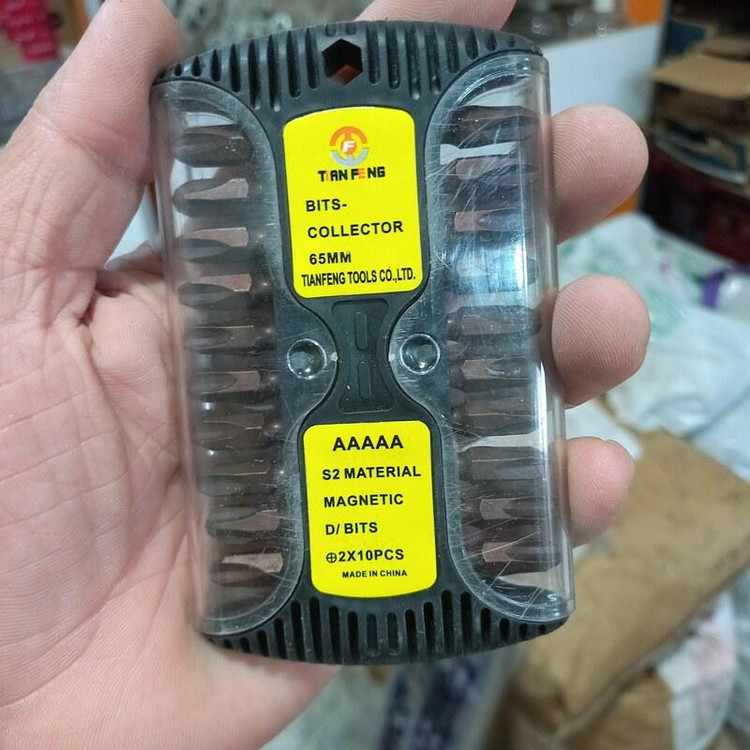 F
TIAN FENG
BITS-
COLLECTOR
65MM
TIANFENG TOOLS CO.,LTD.
AAAAA
S2 MATERIAL
MAGNETIC
D/ BITS
⊕2X10PCS
MADE IN CHINA